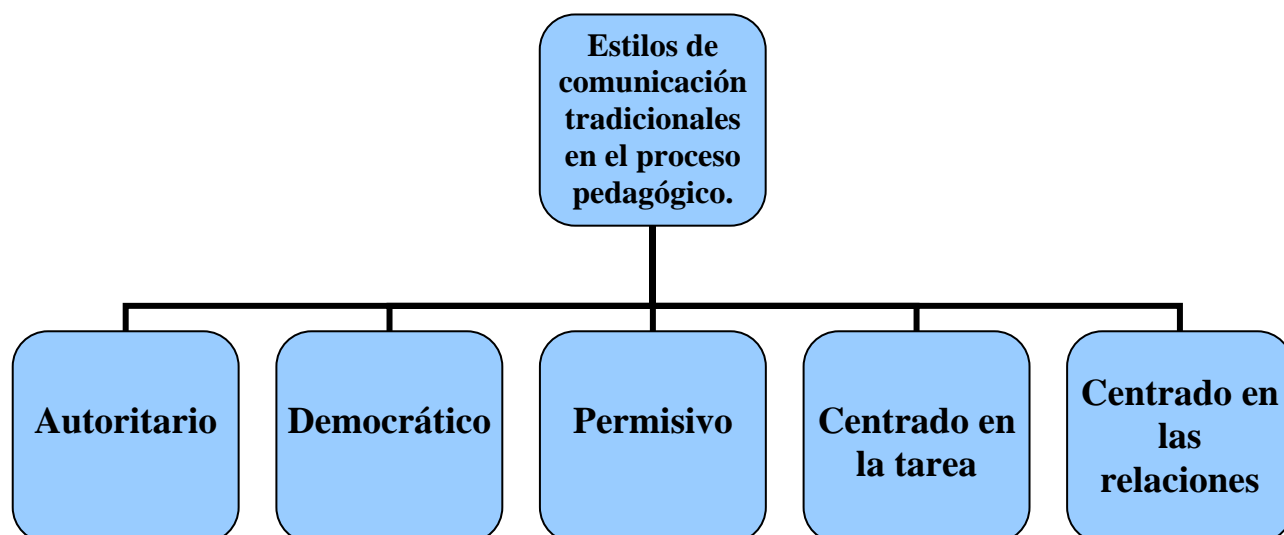 Estilos de
comunicación
tradicionales
en el proceso
pedagógico.
Autoritario
Democrático
Permisivo
Centrado en
la tarea
Centrado en
las
relaciones